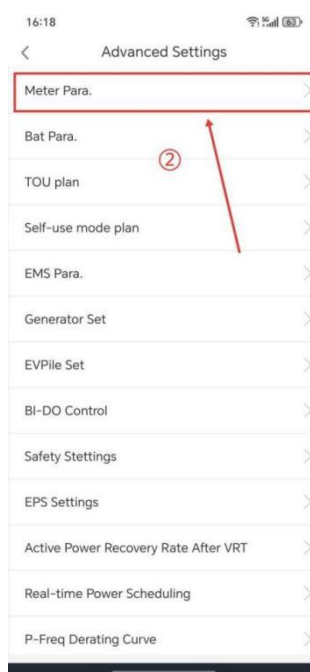 16:18
5G 63
Advanced Settings
Meter Para.
Bat Para.
②
TOU plan
Self-use mode plan
EMS Para.
Generator Set
EVPile Set
BI-DO Control
Safety Stettings
EPS Settings
Active Power Recovery Rate After VRT
Real-time Power Scheduling
P-Freq Derating Curve